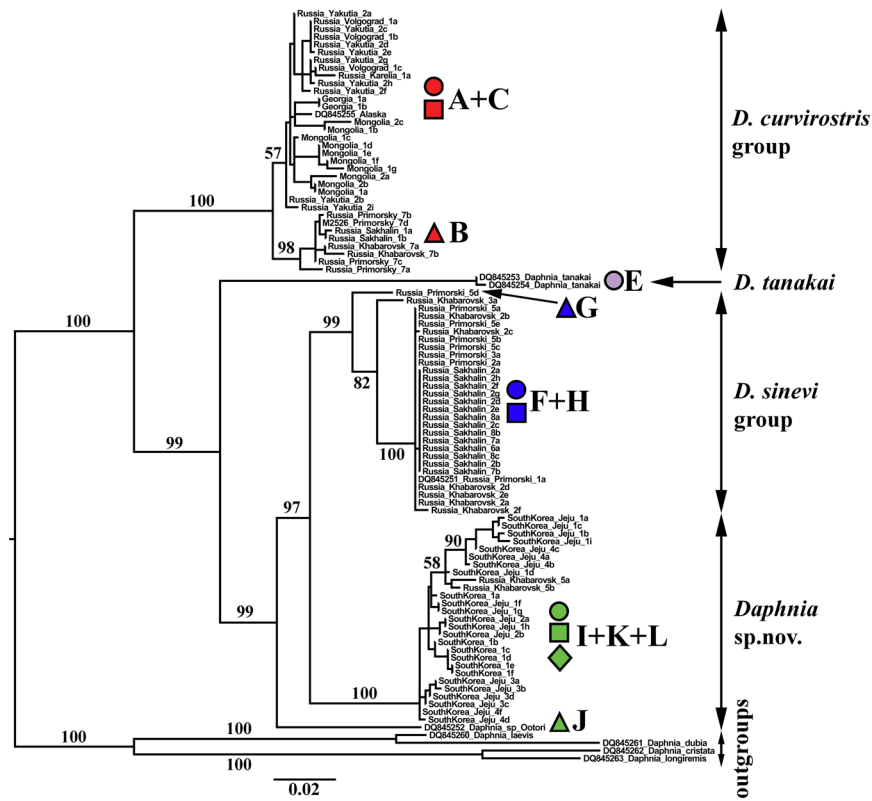 Russia_Yakutia_2a
Russia_Volgograd_1a
Russia_Yakutia_2c
Russia_Volgograd_1b
Russia_Yakutia_2d
Russia_Yakutia_2e
Russia_Yakutia_2g
Russia_Volgograd_1c
Russia_Karelia_1a
Russia_Yakutia_2h
Russia_Yakutia_2f
Georgia_1a
Georgia_1b
DQ845255_Alaska
Mongolia_2c
Mongolia_1b
Mongolia_1c
Mongolia_1d
Mongolia_1e
Mongolia_1f
Mongolia_1g
Mongolia_2a
Mongolia_2b
Mongolia_1a
Russia_Yakutia_2b
Russia_Yakutia_2i
A+C
57
100
D. curvirostris
group
Russia_Primorsky_7b
M2526_Primorsky_7d
Russia_Sakhalin_1a
Russia_Sakhalin_1b
Russia_Khabarovsk_7a
Russia_Khabarovsk_7b
Russia_Primorsky_7c
Russia_Primorsky_7a
B
98
DQ845253_Daphnia_tanakai
DQ845254_Daphnia_tanakai
E
D. tanakai
100
Russia_Primorski_5d
G
Russia_Khabarovsk_3a
Russia_Primorski_5a
Russia_Khabarovsk_2b
Russia_Primorski_5e
Russia_Khabarovsk_2c
Russia_Primorski_5b
Russia_Primorski_5c
Russia_Primorski_3a
Russia_Primorski_2a
Russia_Sakhalin_2a
Russia_Sakhalin_2h
Russia_Sakhalin_2f
Russia_Sakhalin_2g
Russia_Sakhalin_2d
Russia_Sakhalin_2e
Russia_Sakhalin_8a
Russia_Sakhalin_2c
Russia_Sakhalin_8b
Russia_Sakhalin_7a
Russia_Sakhalin_6a
Russia_Sakhalin_8c
Russia_Sakhalin_2b
Russia_Sakhalin_7b
DQ845251_Russia_Primorski_1a
Russia_Khabarovsk_2d
Russia_Khabarovsk_2e
Russia_Khabarovsk_2a
Russia_Khabarovsk_2f
99
82
100
F+H
D. sinevi
group
99
97
99
SouthKorea_Jeju_1a
SouthKorea_Jeju_1c
SouthKorea_Jeju_1b
SouthKorea_Jeju_1i
SouthKorea_Jeju_4c
SouthKorea_Jeju_4a
SouthKorea_Jeju_4b
SouthKorea_Jeju_1d
Russia_Khabarovsk_5a
Russia_Khabarovsk_5b
SouthKorea_1a
SouthKorea_Jeju_1f
SouthKorea_Jeju_1g
SouthKorea_Jeju_2a
SouthKorea_Jeju_1h
SouthKorea_Jeju_2b
SouthKorea_1b
SouthKorea_1c
SouthKorea_1d
SouthKorea_1e
SouthKorea_1f
SouthKorea_Jeju_3a
SouthKorea_Jeju_3b
SouthKorea_Jeju_3d
SouthKorea_Jeju_3c
SouthKorea_Jeju_4f
SouthKorea_Jeju_4d
90
58
100
I+K+L
Daphnia
sp.nov.
DQ845252_Daphnia_sp_Ootori
J
DQ845260_Daphnia_laevis
DQ845261_Daphnia_dubia
DQ845262_Daphnia_cristata
DQ845263_Daphnia_longiremis
100
100
100
outgroups
0.02